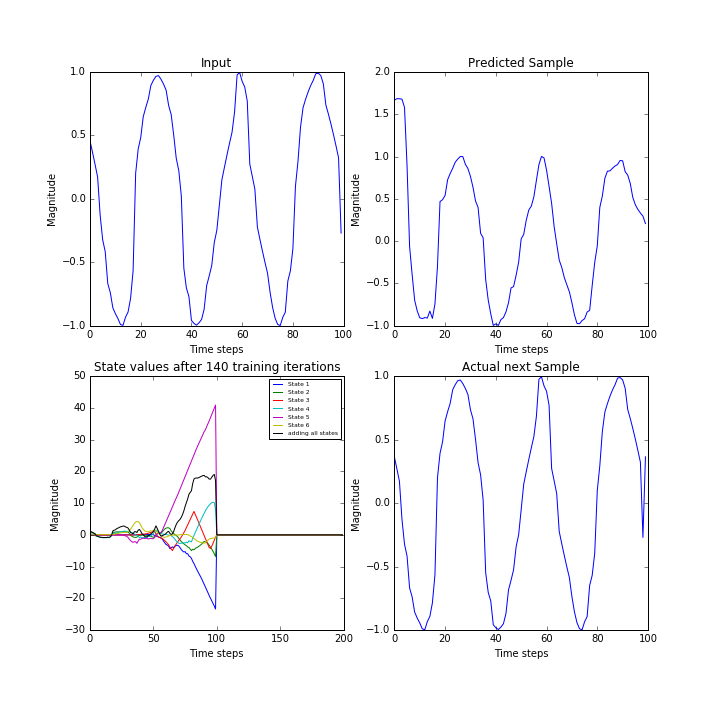 Input
1.0
0.5
0.0
−0.5
−1.0
0 20 40 60 80 100
Magnitude
Time steps
Predicted Sample
2.0
1.5
1.0
0.5
0.0
−0.5
−1.0
0 20 40 60 80 100
Magnitude
Time steps
State values after 140 training iterations
50
40
30
20
10
0
−10
−20
−30
0 50 100 150 200
Magnitude
Time steps
State 1
State 2
State 3
State 4
State 5
State 6
adding all states
Actual next Sample
1.0
0.5
0.0
−0.5
−1.0
0 20 40 60 80 100
Magnitude
Time steps